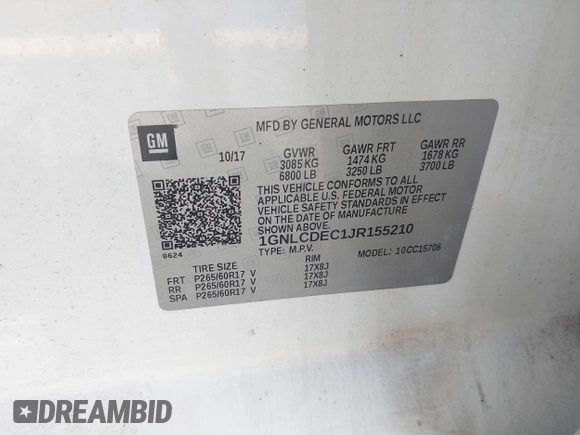 MFD BY GENERAL MOTORS LLC
GM
10/17 GVWR GAWR FRT GAWR RR
3085 KG 1474 KG 1678 KG
6800 LB 3250 LB 3700 LB
THIS VEHICLE CONFORMS TO ALL
APPLICABLE U.S. FEDERAL MOTOR
VEHICLE SAFETY STANDARDS IN EFFECT
ON THE DATE OF MANUFACTURE
SHOWN ABOVE.
1GNLCDEC1JR155210
8624
TYPE: M.P.V. MODEL: 10CC15706
TIRE SIZE RIM
FRT P265/60R17 V 17X8J
RR P265/60R17 V 17X8J
SPA P265/60R17 V 17X8J
DREAMBID